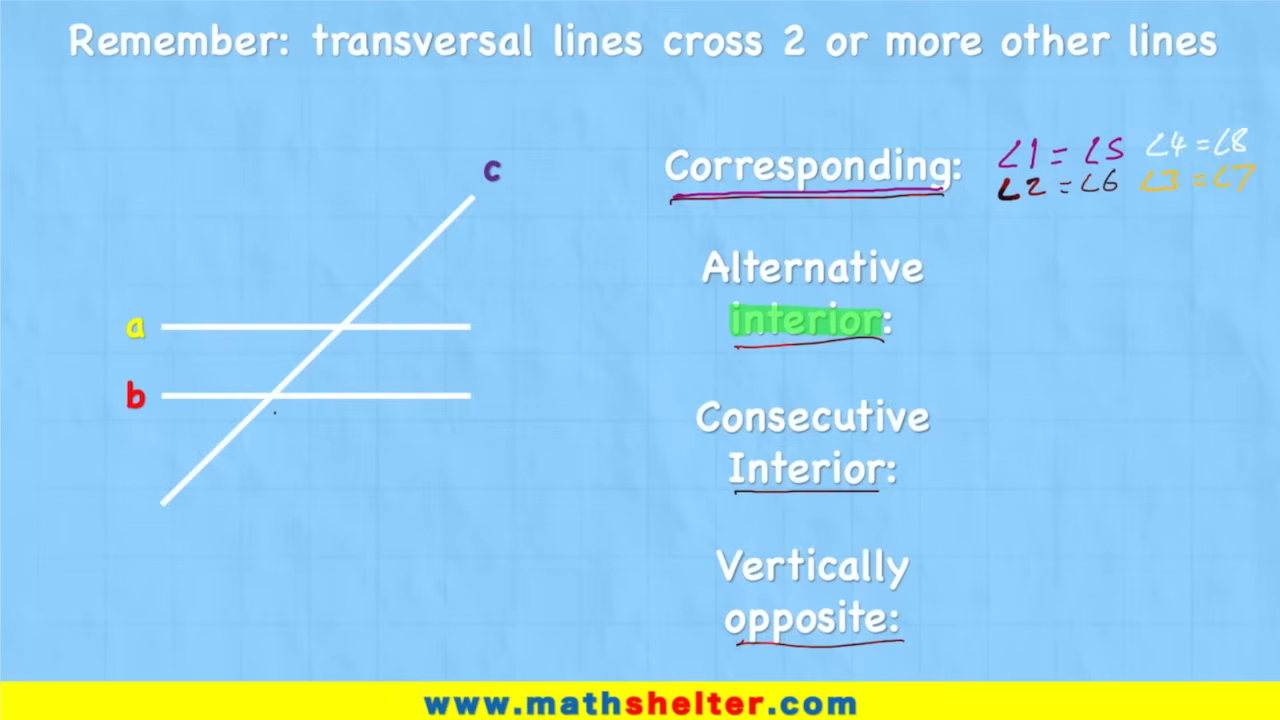 Remember: transversal lines cross 2 or more other lines
c
a
b
Corresponding:
∠1 = ∠5 ∠4 = ∠8
∠2 = ∠6 ∠3 = ∠7
Alternative
interior:
Consecutive
Interior:
Vertically
opposite:
www.mathshelter.com